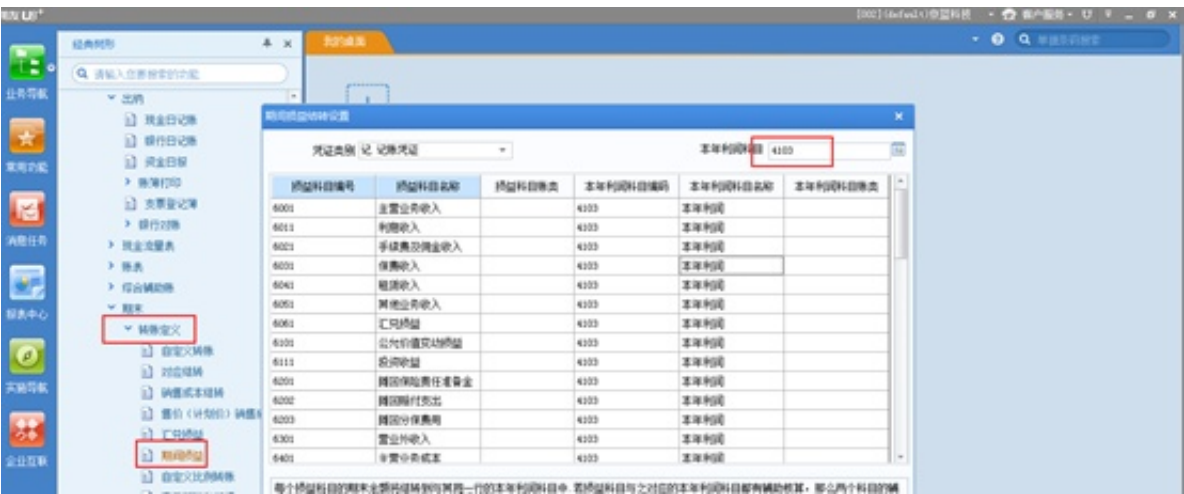 U8+
经典树形
我的桌面
请输入您要搜索的功能
单据条码搜索
业务导航
常用功能
消息任务
报表中心
实施导航
企业互联
出纳
现金日记账
银行日记账
资金日报
账簿打印
支票登记簿
银行对账
现金流量表
账表
综合辅助账
期末
转账定义
自定义转账
对应结转
销售成本结转
售价（计划价）销售
汇兑损益
期间损益
自定义比例转账
期间损益结转设置
凭证类别 记 记账凭证
本年利润科目 4103
损益科目编号 损益科目名称 损益科目账类 本年利润科目编码 本年利润科目名称 本年利润科目账类
6001 主营业务收入 4103 本年利润
6011 利息收入 4103 本年利润
6021 手续费及佣金收入 4103 本年利润
6031 保费收入 4103 本年利润
6041 租赁收入 4103 本年利润
6051 其他业务收入 4103 本年利润
6061 汇兑损益 4103 本年利润
6101 公允价值变动损益 4103 本年利润
6111 投资收益 4103 本年利润
6201 摊回保险责任准备金 4103 本年利润
6202 摊回赔付支出 4103 本年利润
6203 摊回分保费用 4103 本年利润
6301 营业外收入 4103 本年利润
6401 主营业务成本 4103 本年利润
每个损益科目的期末余额将结转到与其同一行的本年利润科目中. 若损益科目与之对应的本年利润科目都有辅助核算，那么两个科目的辅